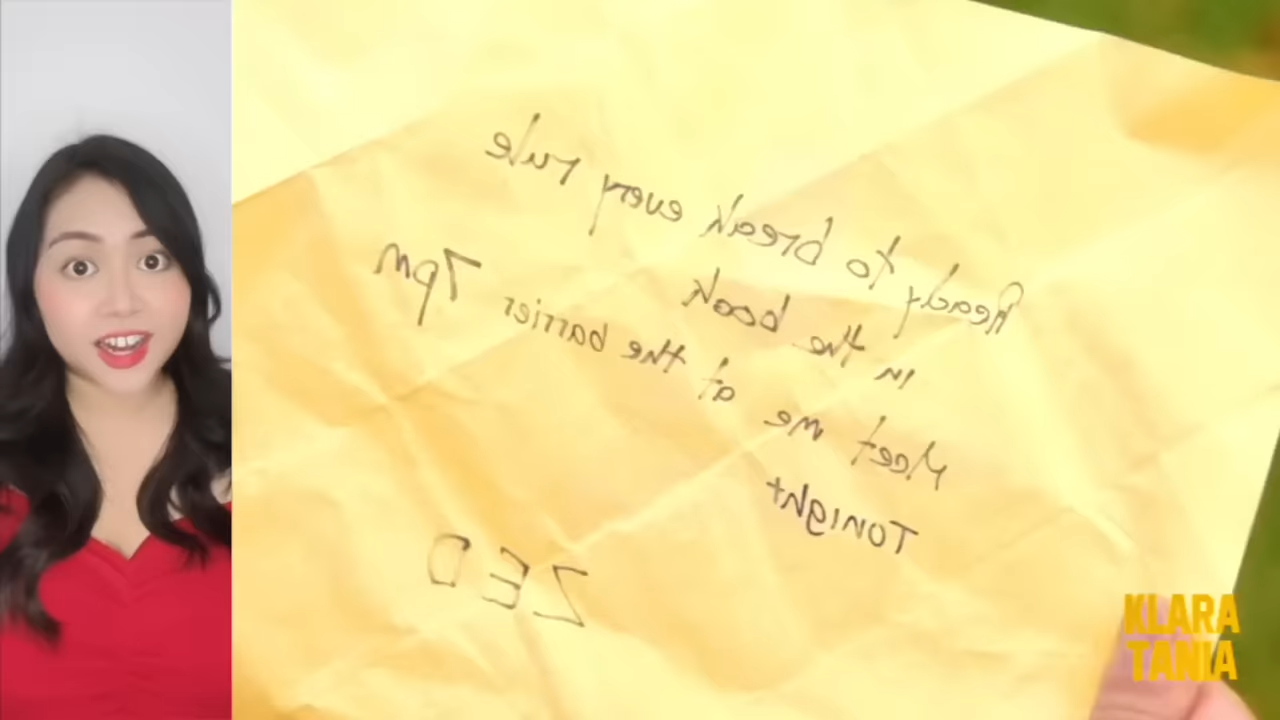 Ready to break every rule
in the book
Meet me at the barrier 7pm
Tonight
ZED
KLARA
TANIA